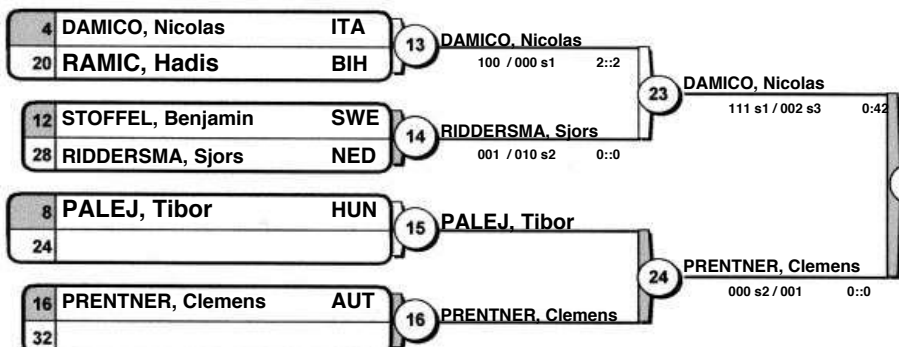 4 DAMICO, Nicolas ITA
20 RAMIC, Hadis BIH
13
DAMICO, Nicolas
100 / 000 s1 2::2
12 STOFFEL, Benjamin SWE
28 RIDDERSMA, Sjors NED
14
RIDDERSMA, Sjors
001 / 010 s2 0::0
23
DAMICO, Nicolas
111 s1 / 002 s3 0:42
8 PALEJ, Tibor HUN
24
15
PALEJ, Tibor
16 PRENTNER, Clemens AUT
32
16
PRENTNER, Clemens
24
PRENTNER, Clemens
000 s2 / 001 0::0